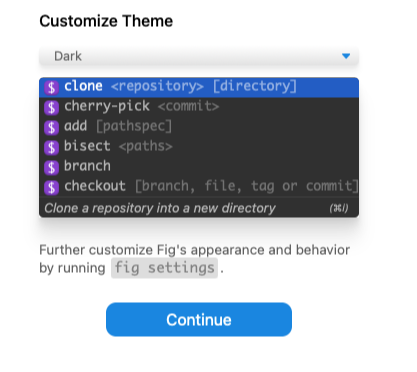 Customize Theme
Dark
$ clone <repository> [directory]
$ cherry-pick <commit>
$ add [pathspec]
$ bisect <paths>
$ branch
$ checkout [branch, file, tag or commit]
Clone a repository into a new directory (⌘I)
Further customize Fig's appearance and behavior
by running fig settings.
Continue